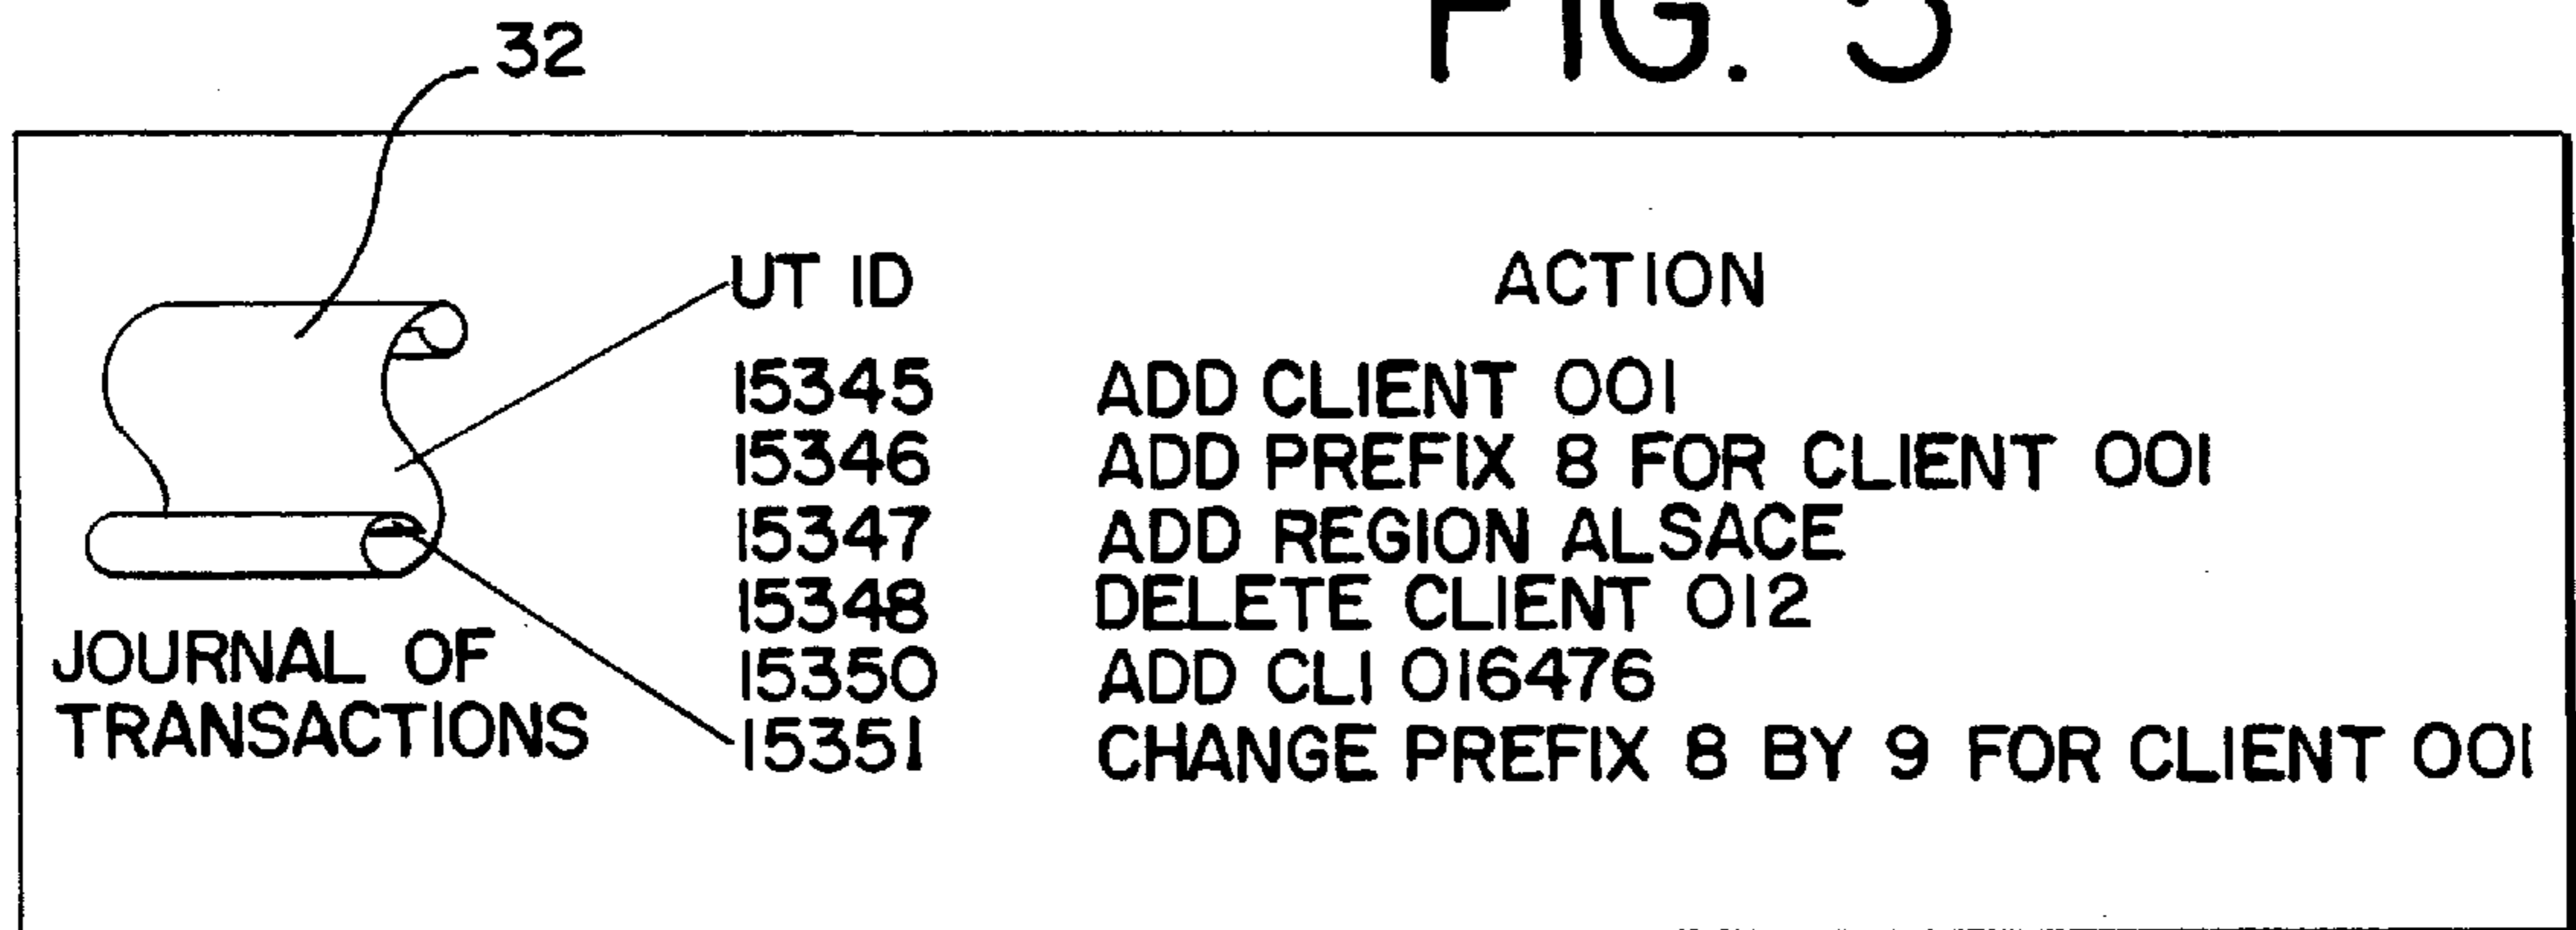 FIG. 5
32
UT ID ACTION
15345 ADD CLIENT 001
15346 ADD PREFIX 8 FOR CLIENT 001
15347 ADD REGION ALSACE
15348 DELETE CLIENT 012
15350 ADD CLI 016476
15351 CHANGE PREFIX 8 BY 9 FOR CLIENT 001
JOURNAL OF
TRANSACTIONS